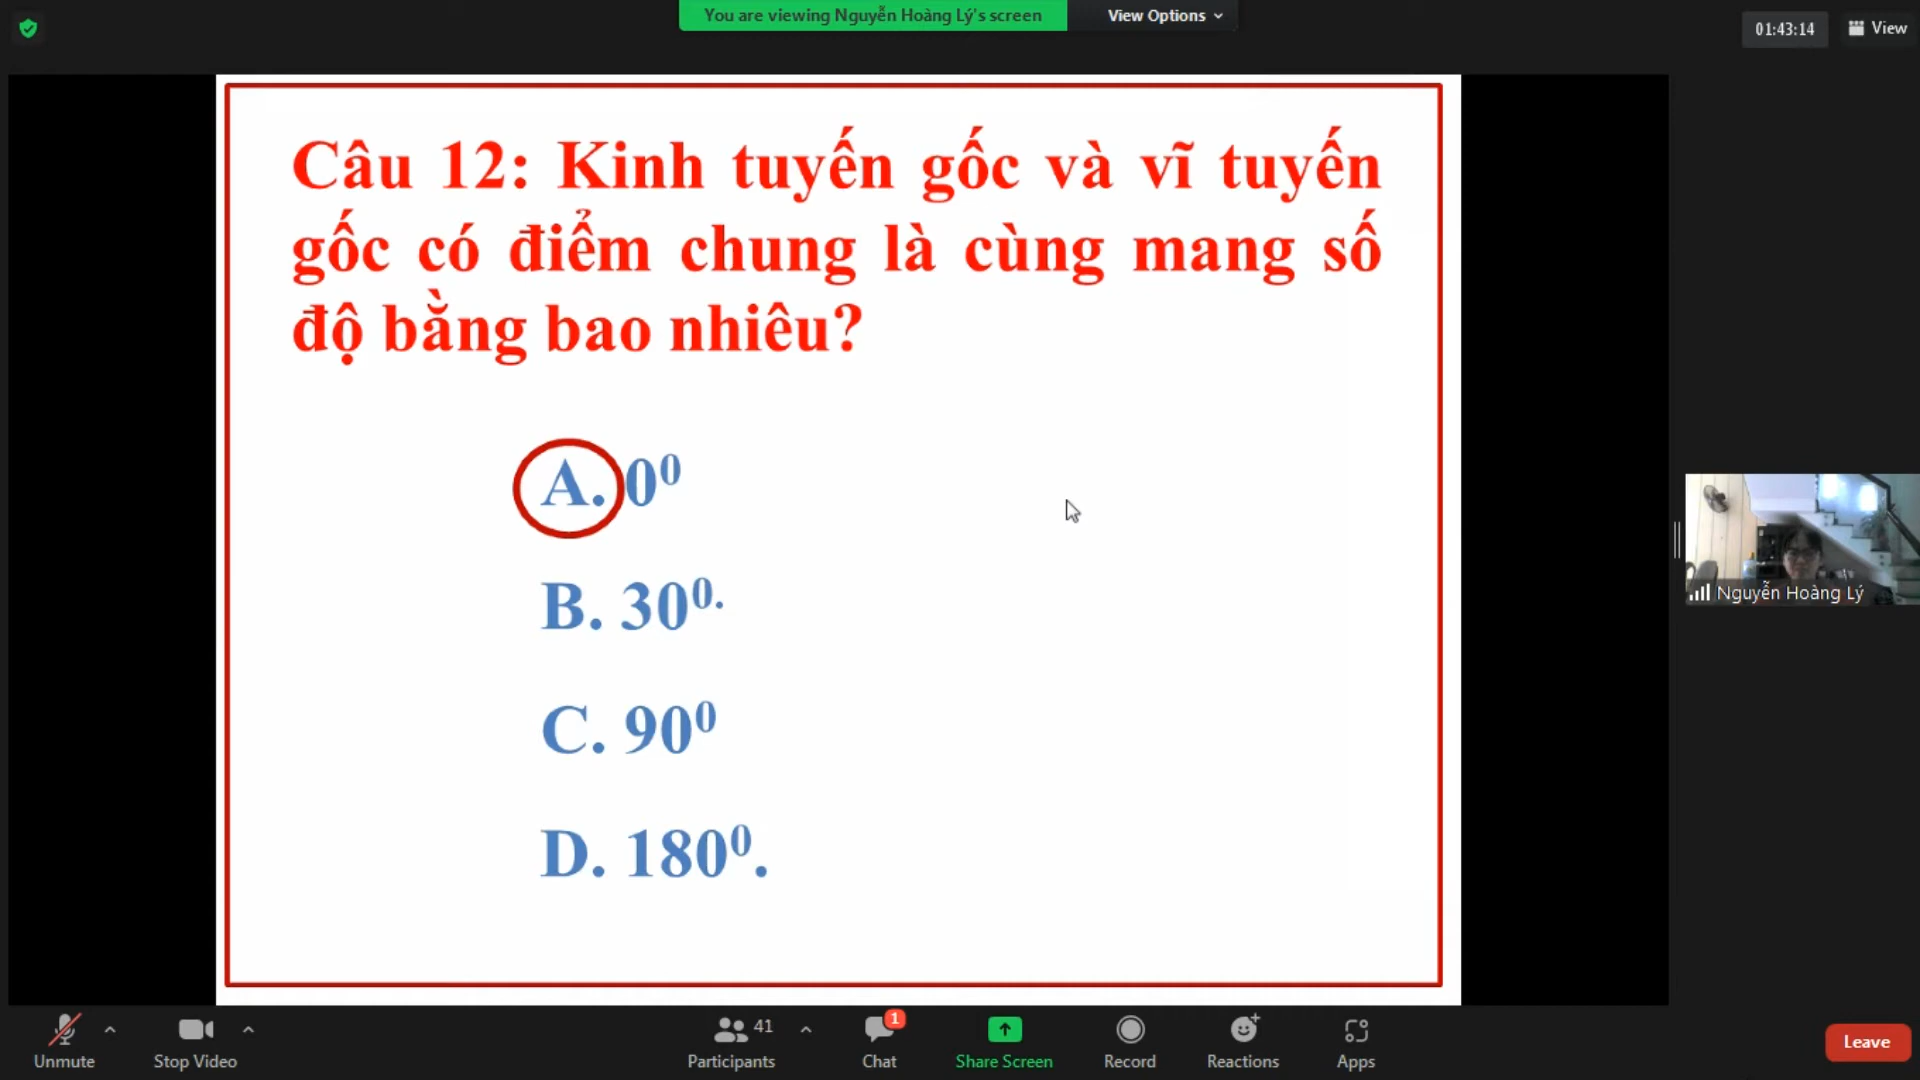 You are viewing Nguyễn Hoàng Lý's screen
View Options
01:43:14
View
Câu 12: Kinh tuyến gốc và vĩ tuyến
gốc có điểm chung là cùng mang số
độ bằng bao nhiêu?
A. 0⁰
B. 30⁰.
C. 90⁰
D. 180⁰.
Nguyễn Hoàng Lý
Unmute
Stop Video
41
Participants
1
Chat
Share Screen
Record
Reactions
Apps
Leave